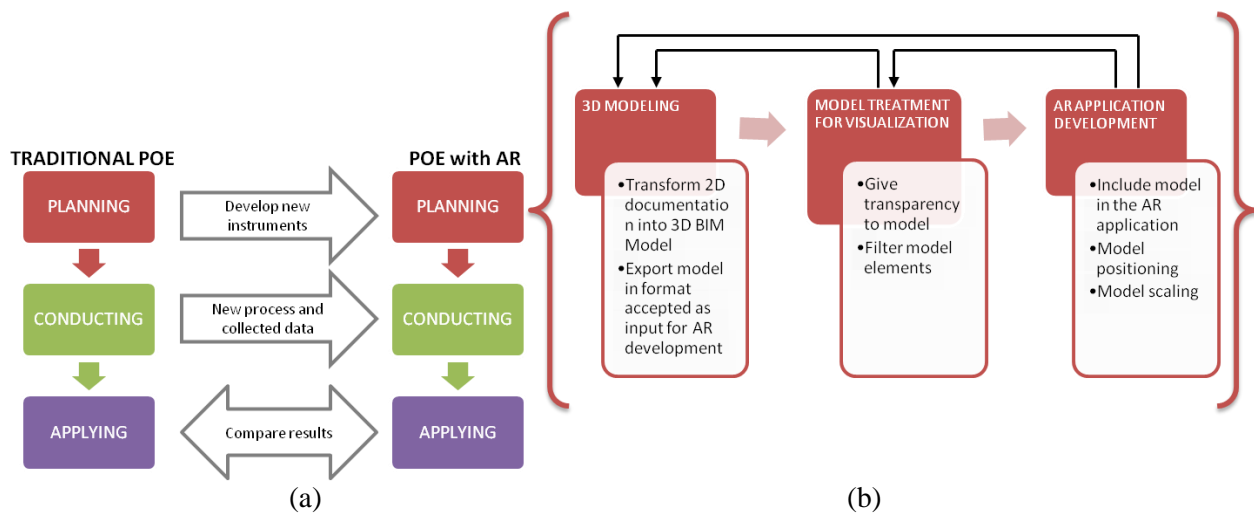 TRADITIONAL POE
PLANNING
CONDUCTING
APPLYING
Develop new
instruments
New process and
collected data
Compare results
POE with AR
PLANNING
CONDUCTING
APPLYING
(a)
3D MODELING
•Transform 2D
documentatio
n into 3D BIM
Model
•Export model
in format
accepted as
input for AR
development
MODEL TREATMENT
FOR VISUALIZATION
•Give
transparency
to model
•Filter model
elements
AR APPLICATION
DEVELOPMENT
•Include model
in the AR
application
•Model
positioning
•Model scaling
(b)